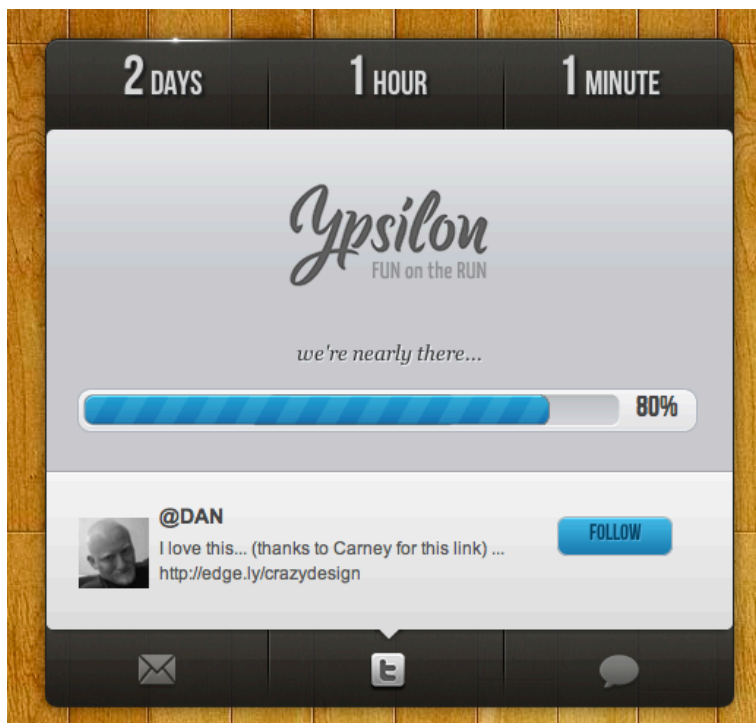 2 DAYS 1 HOUR 1 MINUTE
Ypsilon
FUN on the RUN
we're nearly there...
80%
@DAN
I love this... (thanks to Carney for this link) ...
http://edge.ly/crazydesign
FOLLOW
t